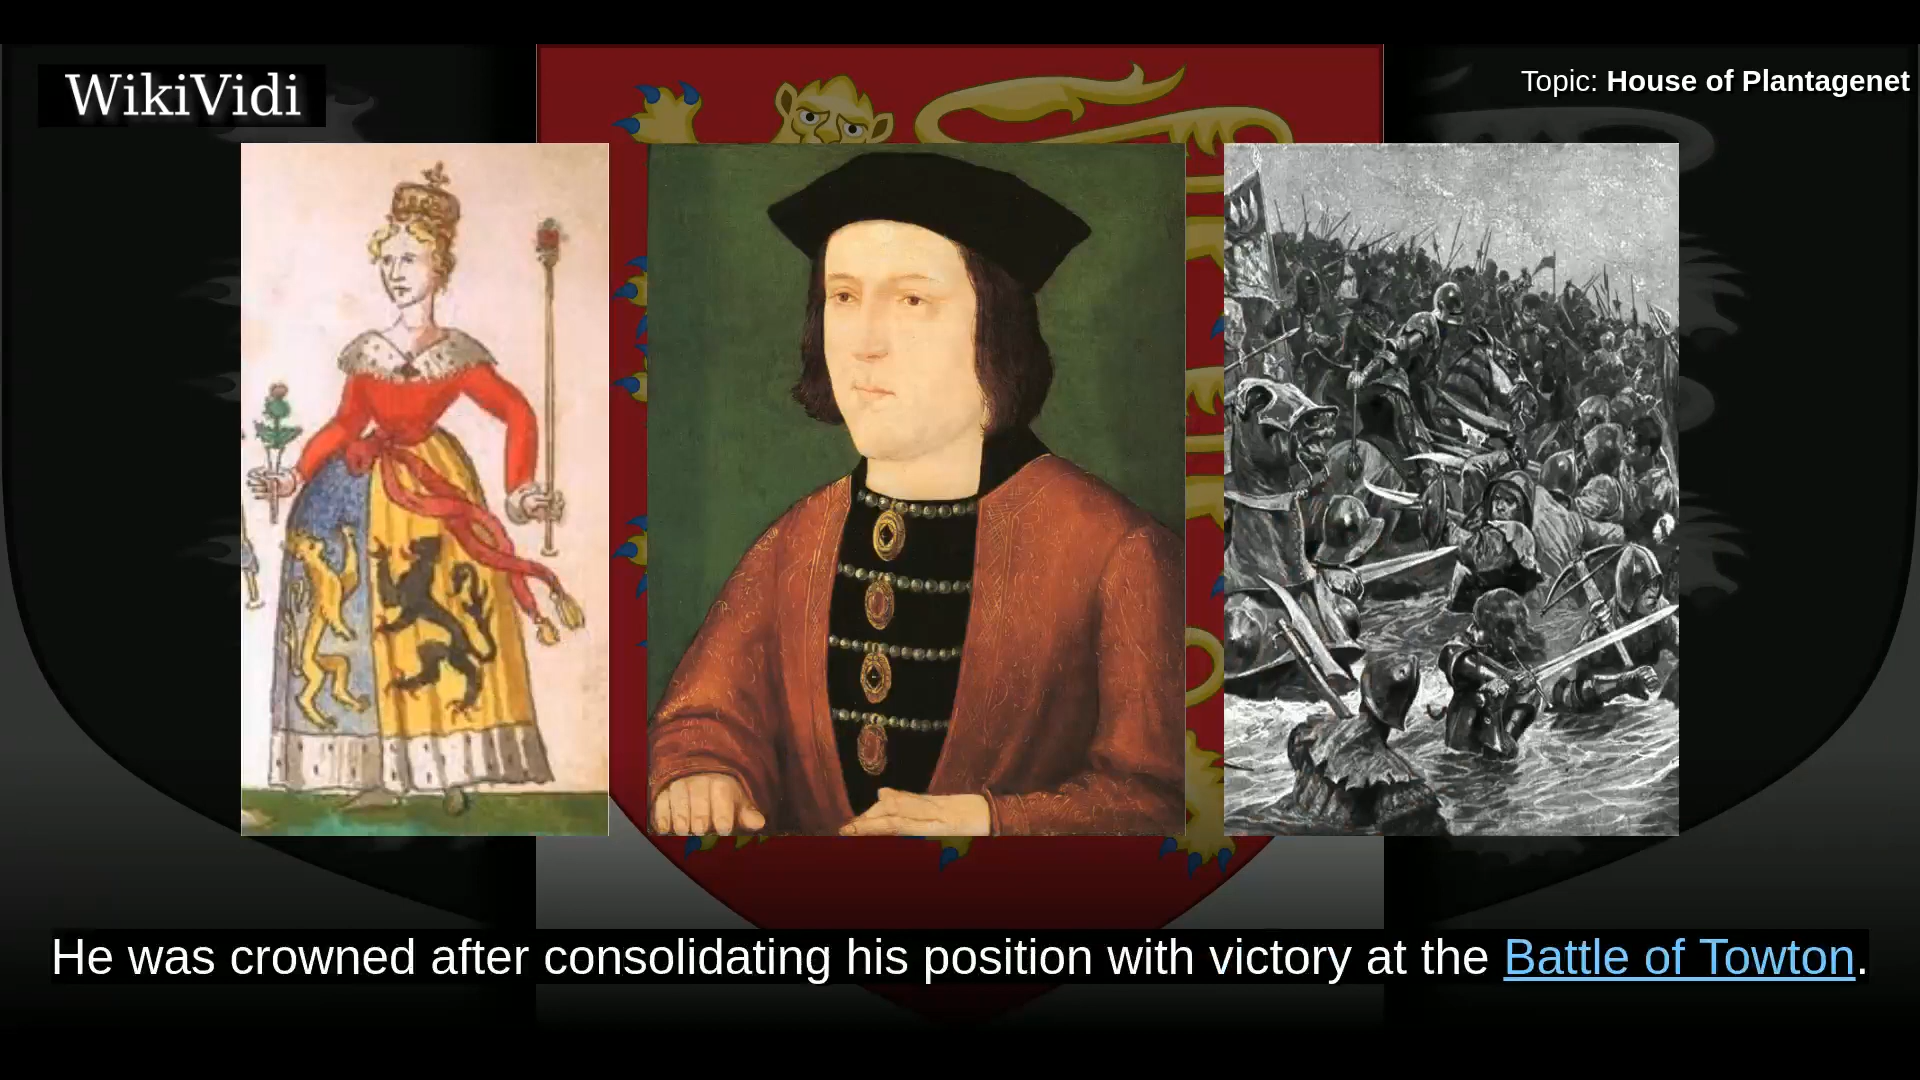 WikiVidi
Topic: House of Plantagenet
He was crowned after consolidating his position with victory at the Battle of Towton.